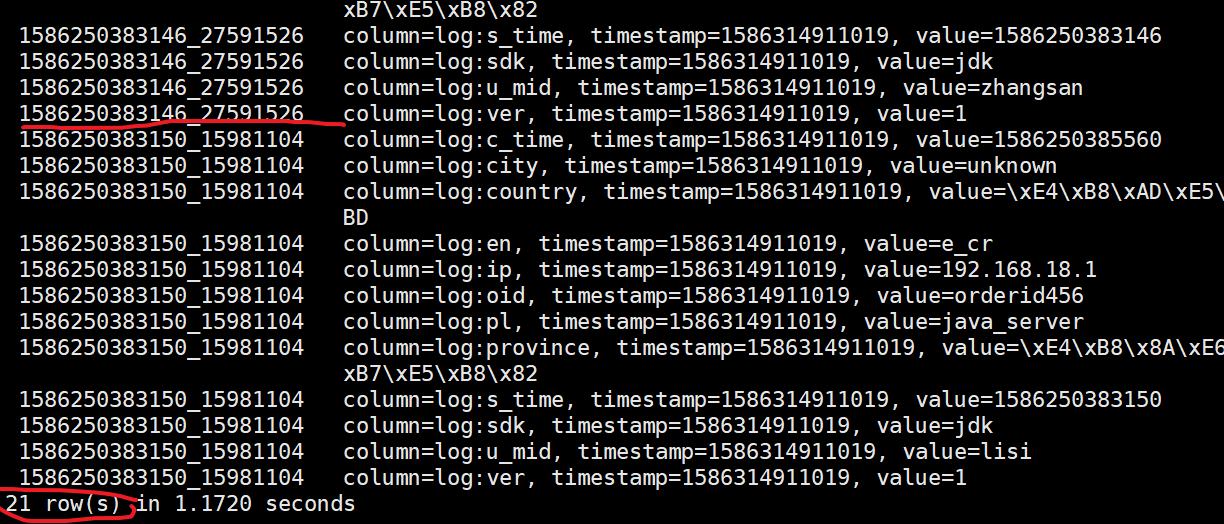 xB7\xE5\xB8\x82
1586250383146_27591526 column=log:s_time, timestamp=1586314911019, value=1586250383146
1586250383146_27591526 column=log:sdk, timestamp=1586314911019, value=jdk
1586250383146_27591526 column=log:u_mid, timestamp=1586314911019, value=zhangsan
1586250383146_27591526 column=log:ver, timestamp=1586314911019, value=1
1586250383150_15981104 column=log:c_time, timestamp=1586314911019, value=1586250385560
1586250383150_15981104 column=log:city, timestamp=1586314911019, value=unknown
1586250383150_15981104 column=log:country, timestamp=1586314911019, value=\xE4\xB8\xAD\xE5\
BD
1586250383150_15981104 column=log:en, timestamp=1586314911019, value=e_cr
1586250383150_15981104 column=log:ip, timestamp=1586314911019, value=192.168.18.1
1586250383150_15981104 column=log:oid, timestamp=1586314911019, value=orderid456
1586250383150_15981104 column=log:pl, timestamp=1586314911019, value=java_server
1586250383150_15981104 column=log:province, timestamp=1586314911019, value=\xE4\xB8\x8A\xE6
xB7\xE5\xB8\x82
1586250383150_15981104 column=log:s_time, timestamp=1586314911019, value=1586250383150
1586250383150_15981104 column=log:sdk, timestamp=1586314911019, value=jdk
1586250383150_15981104 column=log:u_mid, timestamp=1586314911019, value=lisi
1586250383150_15981104 column=log:ver, timestamp=1586314911019, value=1
21 row(s) in 1.1720 seconds